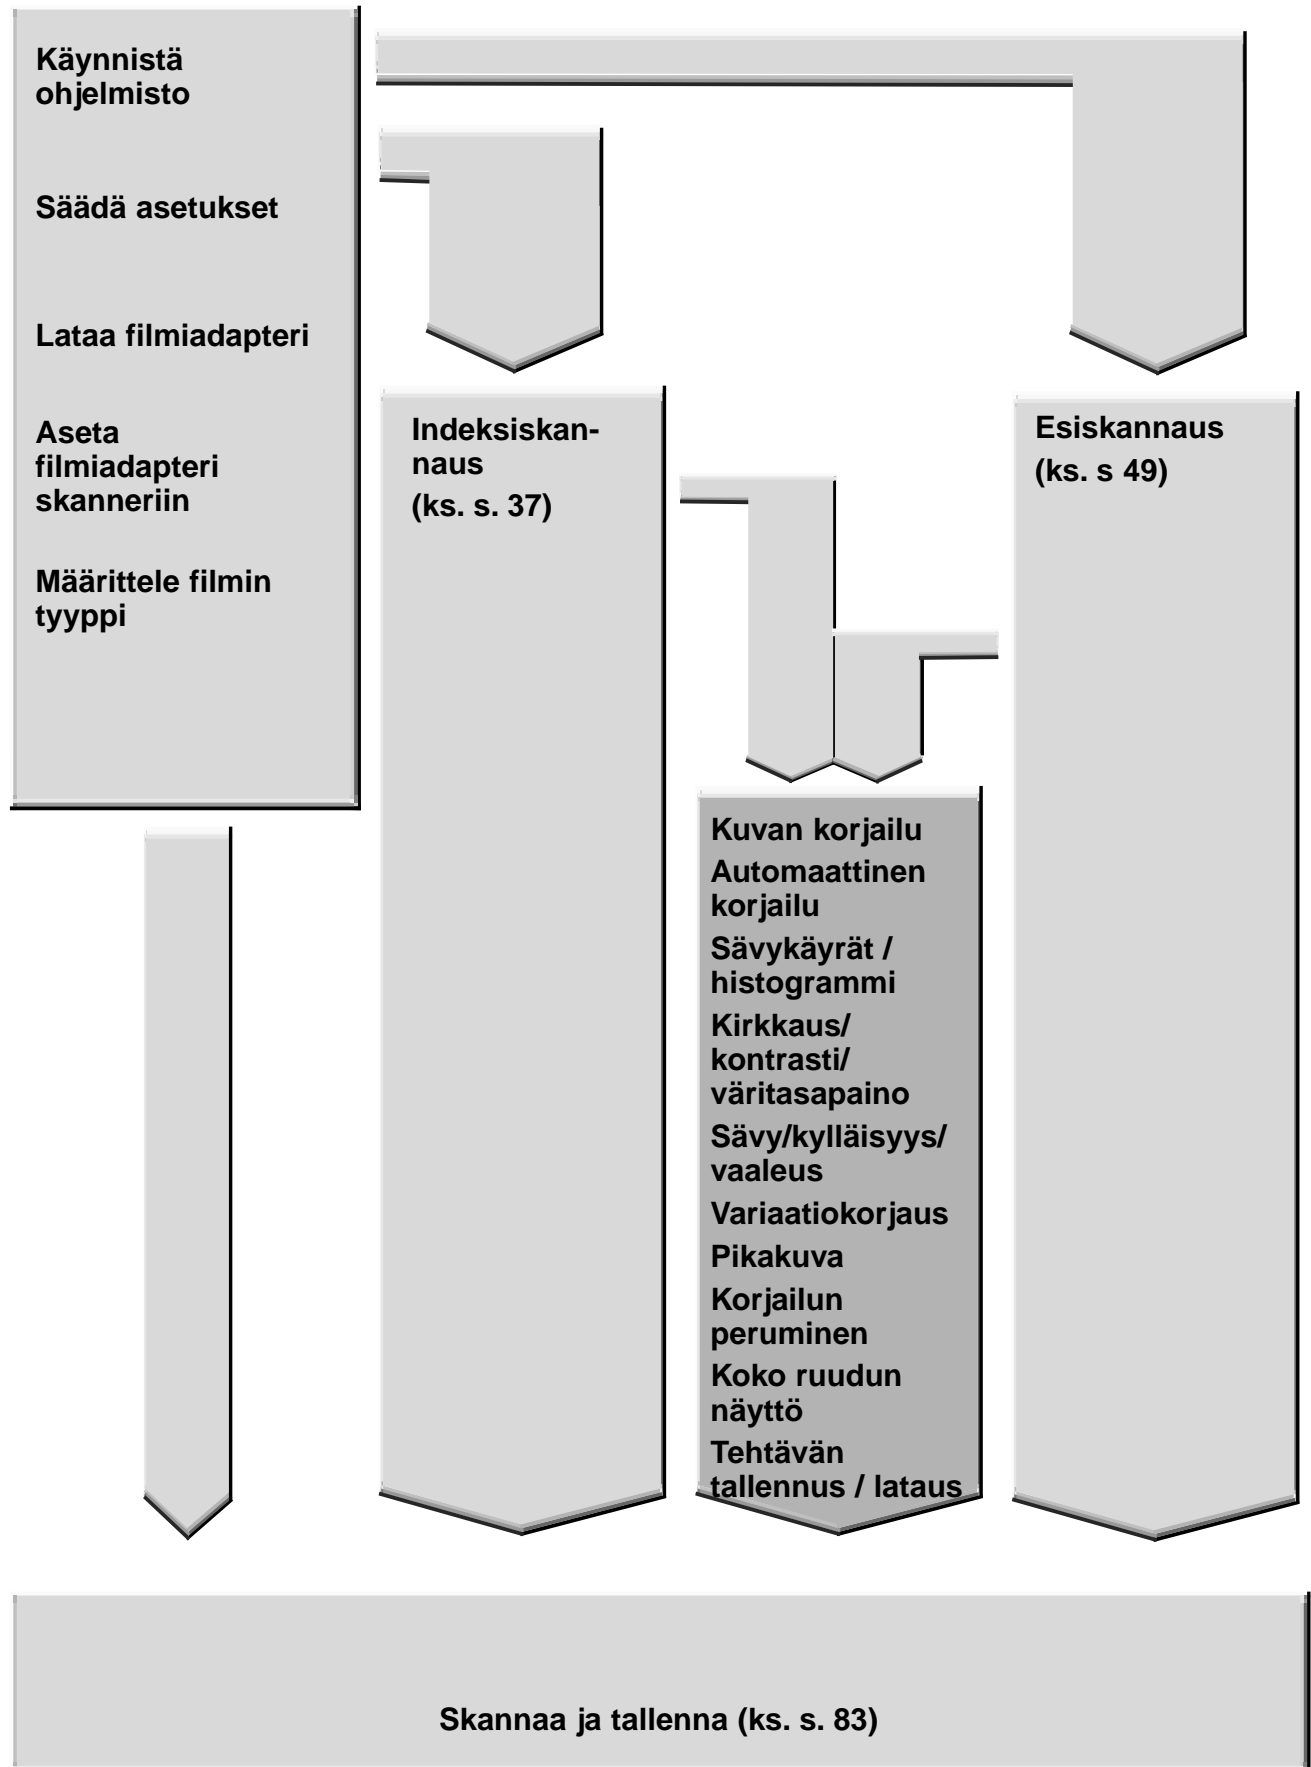 Käynnistä
ohjelmisto
Säädä asetukset
Lataa filmiadapteri
Aseta
filmiadapteri
skanneriin
Määrittele filmin
tyyppi
Indeksiskan-
naus
(ks. s. 37)
Esiskannaus
(ks. s 49)
Kuvan korjailu
Automaattinen
korjailu
Sävykäyrät /
histogrammi
Kirkkaus/
kontrasti/
väritasapaino
Sävy/kylläisyys/
vaaleus
Variaatiokorjaus
Pikakuva
Korjailun
peruminen
Koko ruudun
näyttö
Tehtävän
tallennus / lataus
Skannaa ja tallenna (ks. s. 83)